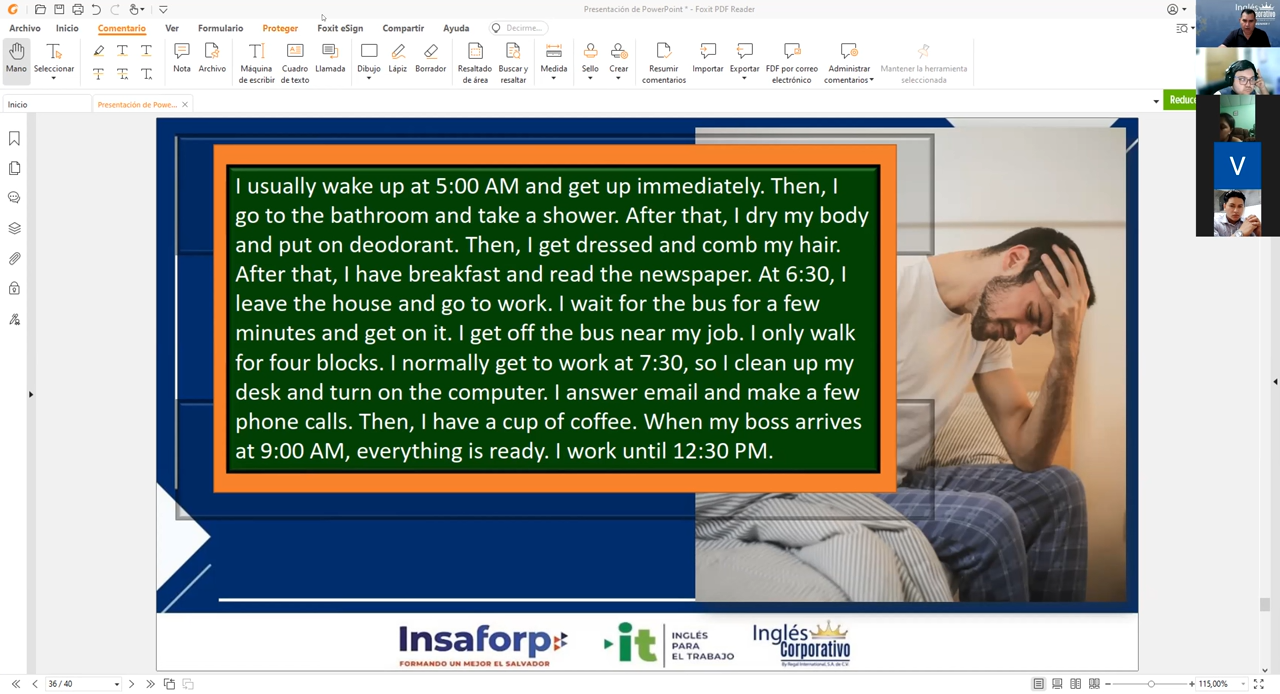 Presentación de PowerPoint * - Foxit PDF Reader
Archivo Inicio Comentario Ver Formulario Proteger Foxit eSign Compartir Ayuda Decirme...
Mano Seleccionar Nota Archivo Máquina de escribir Cuadro de texto Llamada Dibujo Lápiz Borrador Resaltado de área Buscar y resaltar Medida Sello Crear Resumir comentarios Importar Exportar FDF por correo electrónico Administrar comentarios Mantener la herramienta seleccionada
Inicio Presentación de Powe... Reduce
I usually wake up at 5:00 AM and get up immediately. Then, I
go to the bathroom and take a shower. After that, I dry my body
and put on deodorant. Then, I get dressed and comb my hair.
After that, I have breakfast and read the newspaper. At 6:30, I
leave the house and go to work. I wait for the bus for a few
minutes and get on it. I get off the bus near my job. I only walk
for four blocks. I normally get to work at 7:30, so I clean up my
desk and turn on the computer. I answer email and make a few
phone calls. Then, I have a cup of coffee. When my boss arrives
at 9:00 AM, everything is ready. I work until 12:30 PM.
V
Insaforp
FORMANDO UN MEJOR EL SALVADOR
it INGLÉS
PARA
EL TRABAJO
Inglés
Corporativo
By Regal International, S.A. de C.V.
36 / 40
115,00%